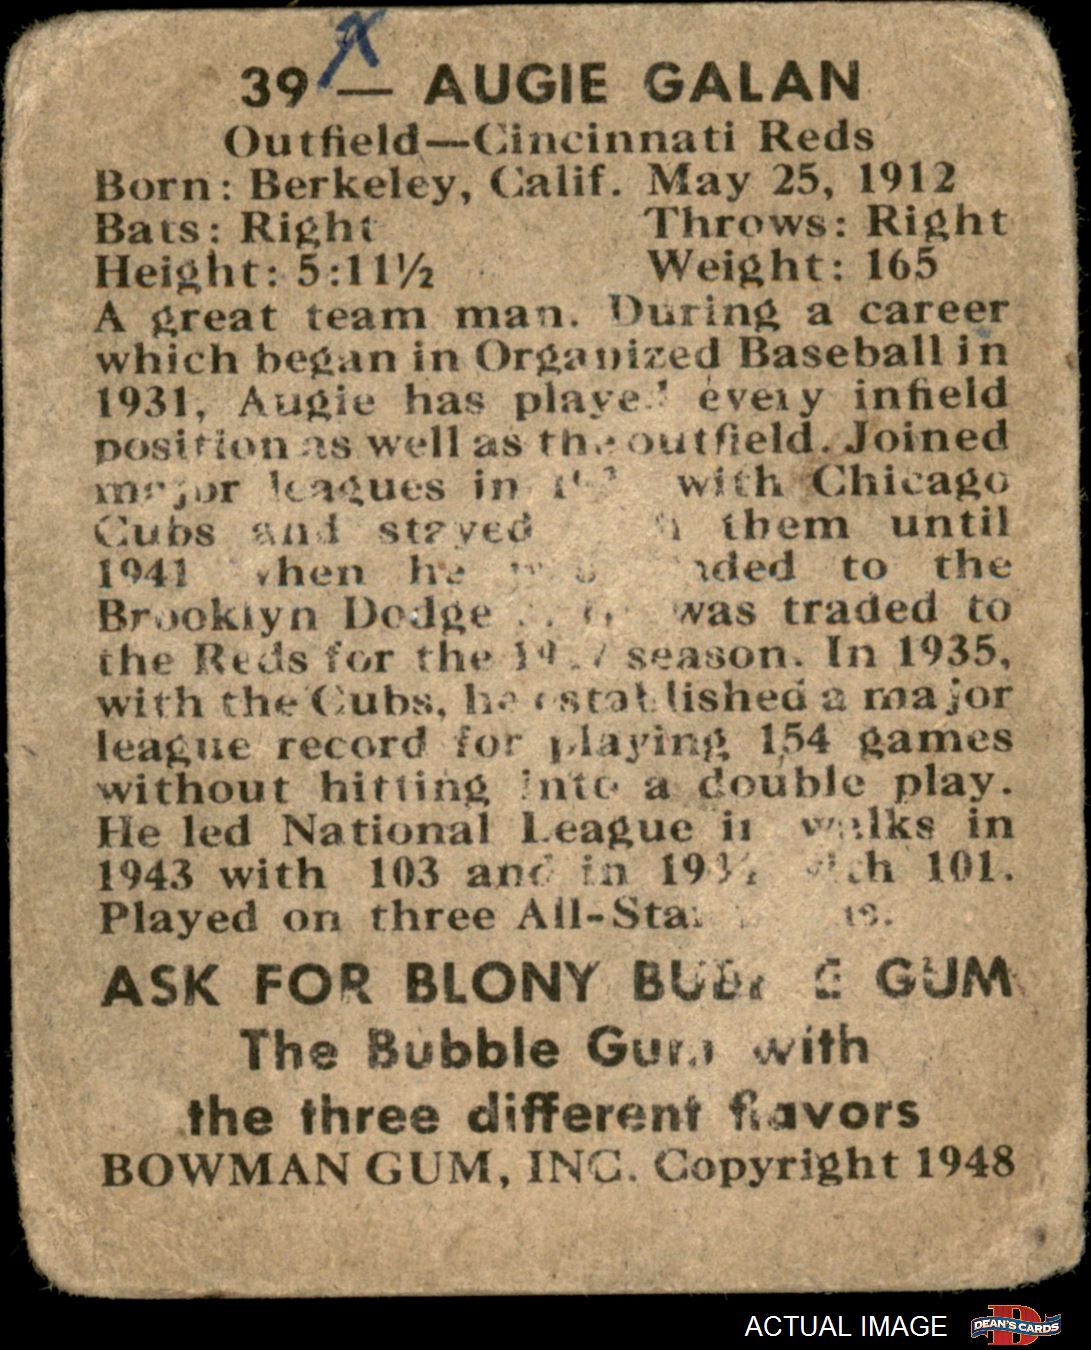 39 — AUGIE GALAN
Outfield—Cincinnati Reds
Born: Berkeley, Calif. May 25, 1912
Bats: Right Throws: Right
Height: 5:11½ Weight: 165
A great team man. During a career
which began in Organized Baseball in
1931, Augie has played every infield
position as well as the outfield. Joined
major leagues in with Chicago
Cubs and stayed them until
1941 when he to the
Brooklyn was traded to
the Reds for the season. In 1935,
with the Cubs, he established a major
league record for playing 154 games
without hitting into a double play.
He led National League in walks in
1943 with 103 and in with 101.
Played on three All-Star
ASK FOR BLONY BUBBLE GUM
The Bubble Gum with
the three different flavors
BOWMAN GUM, INC. Copyright 1948
ACTUAL IMAGE
DEAN'S CARDS